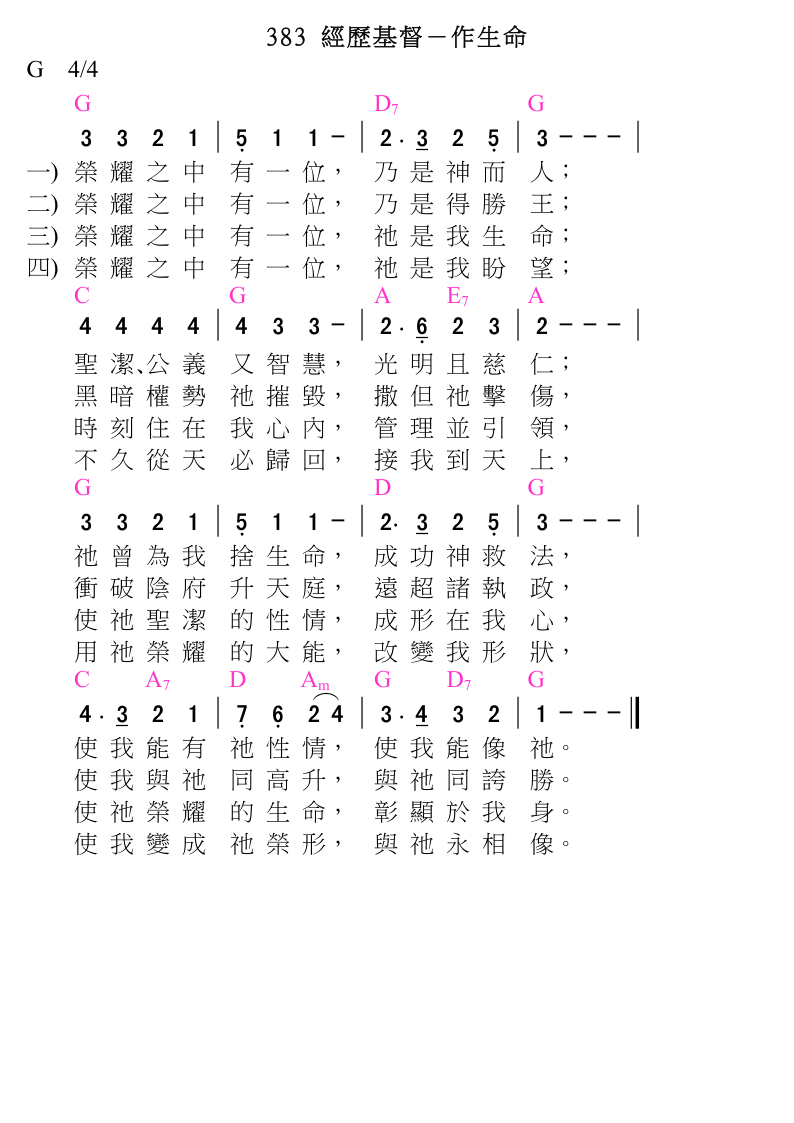 383 經歷基督－作生命
G 4/4
G D7 G
3 3 2 1 | 5̣ 1 1 – | 2 · 3̲ 2 5̣ | 3 – – – |
一) 榮耀之中 有一位， 乃是神而 人；
二) 榮耀之中 有一位， 乃是得勝 王；
三) 榮耀之中 有一位， 祂是我生 命；
四) 榮耀之中 有一位， 祂是我盼 望；
C G A E7 A
4 4 4 4 | 4 3 3 – | 2 · 6̲̣ 2 3 | 2 – – – |
聖潔、公義 又智慧， 光明且慈 仁；
黑暗權勢 祂摧毀， 撒但祂擊 傷，
時刻住在 我心內， 管理並引 領，
不久從天 必歸回， 接我到天 上，
G D G
3 3 2 1 | 5̣ 1 1 – | 2 · 3̲ 2 5̣ | 3 – – – |
祂曾為我 捨生命， 成功神救 法，
衝破陰府 升天庭， 遠超諸執 政，
使祂聖潔 的性情， 成形在我 心，
用祂榮耀 的大能， 改變我形 狀，
C A7 D Am G D7 G
4 · 3̲ 2 1 | 7̣ 6̣ 2 4 | 3 · 4̲ 3 2 | 1 – – – ‖
使我能有 祂性情， 使我能像 祂。
使我與祂 同高升， 與祂同誇 勝。
使祂榮耀 的生命， 彰顯於我 身。
使我變成 祂榮形， 與祂永相 像。